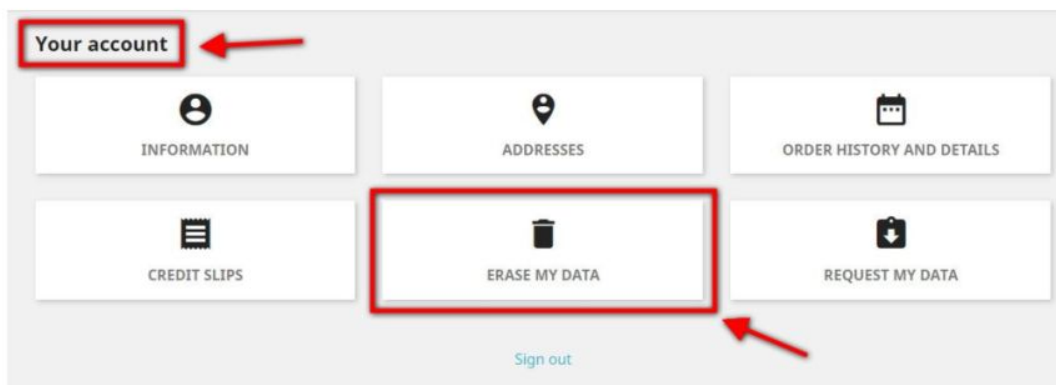 Your account
INFORMATION
ADDRESSES
ORDER HISTORY AND DETAILS
CREDIT SLIPS
ERASE MY DATA
REQUEST MY DATA
Sign out